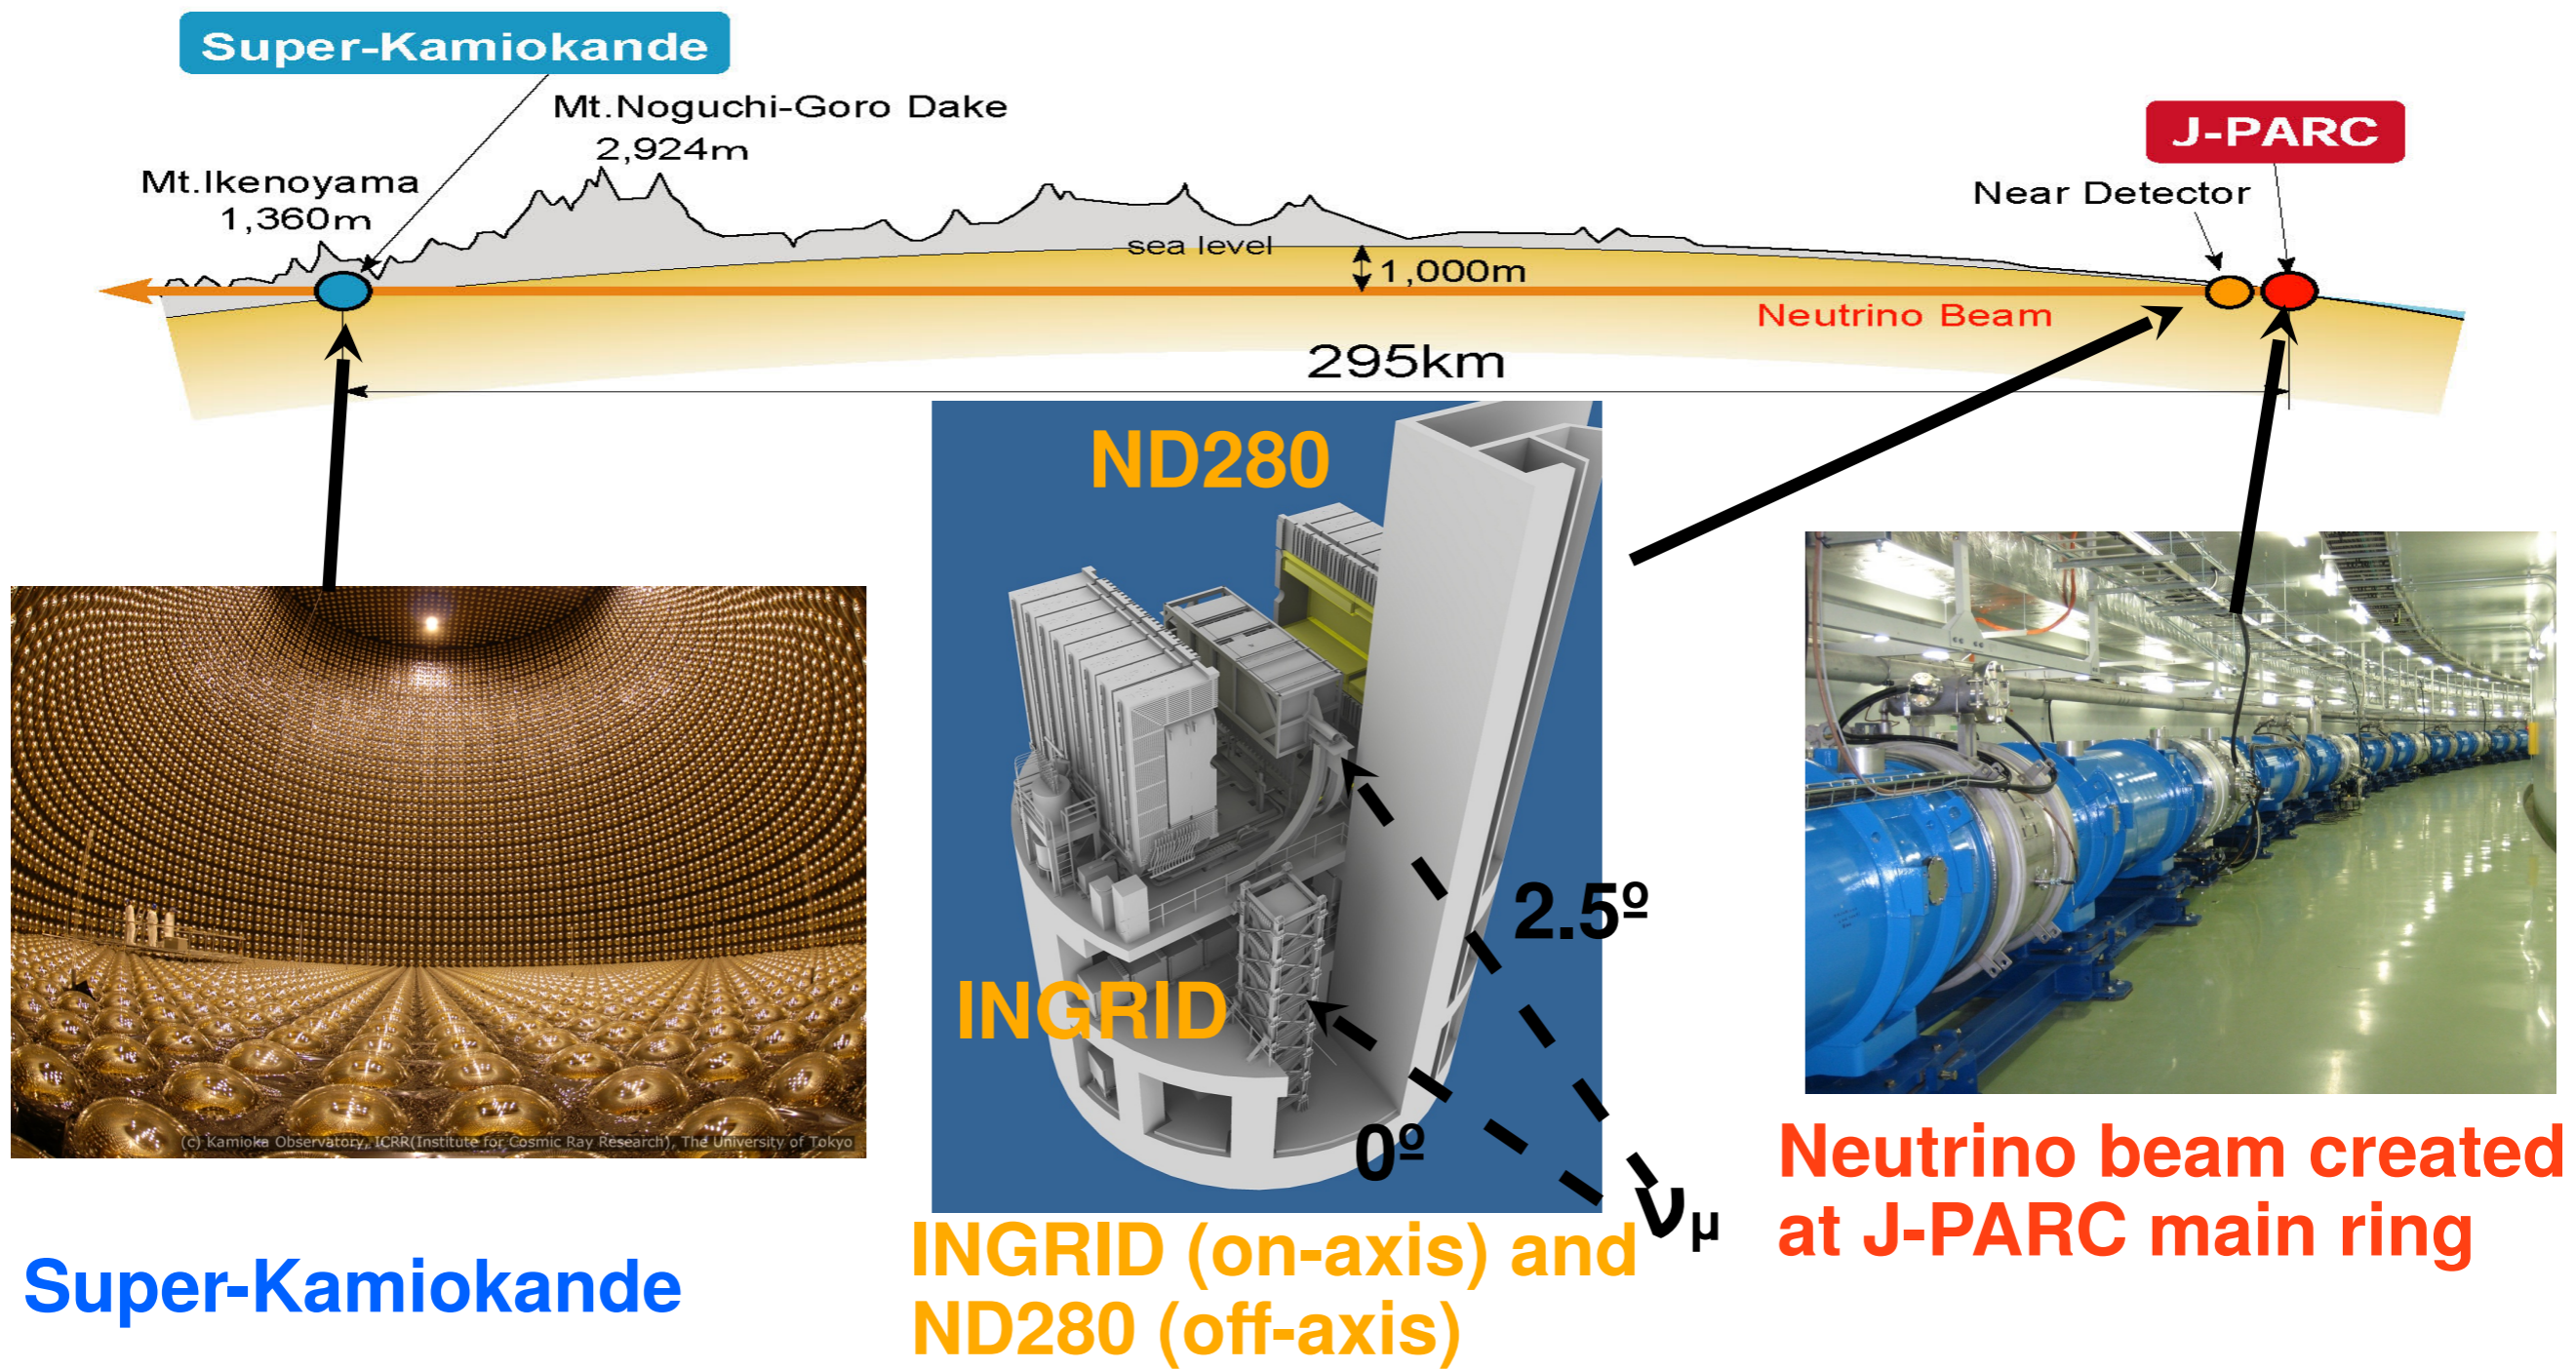 Super-Kamiokande
Mt.Noguchi-Goro Dake
2,924m
J-PARC
Mt.Ikenoyama
1,360m
Near Detector
sea level
1,000m
Neutrino Beam
295km
ND280
2.5º
INGRID
0º
νμ
(c) Kamioka Observatory, ICRR(Institute for Cosmic Ray Research), The University of Tokyo
Neutrino beam created
at J-PARC main ring
INGRID (on-axis) and
ND280 (off-axis)
Super-Kamiokande